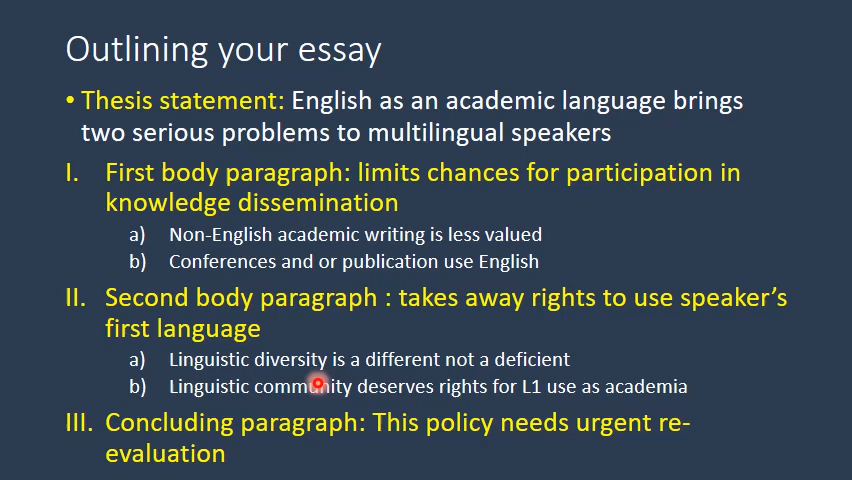 Outlining your essay
• Thesis statement: English as an academic language brings
two serious problems to multilingual speakers
I. First body paragraph: limits chances for participation in
knowledge dissemination
a) Non-English academic writing is less valued
b) Conferences and or publication use English
II. Second body paragraph : takes away rights to use speaker’s
first language
a) Linguistic diversity is a different not a deficient
b) Linguistic community deserves rights for L1 use as academia
III. Concluding paragraph: This policy needs urgent re-
evaluation